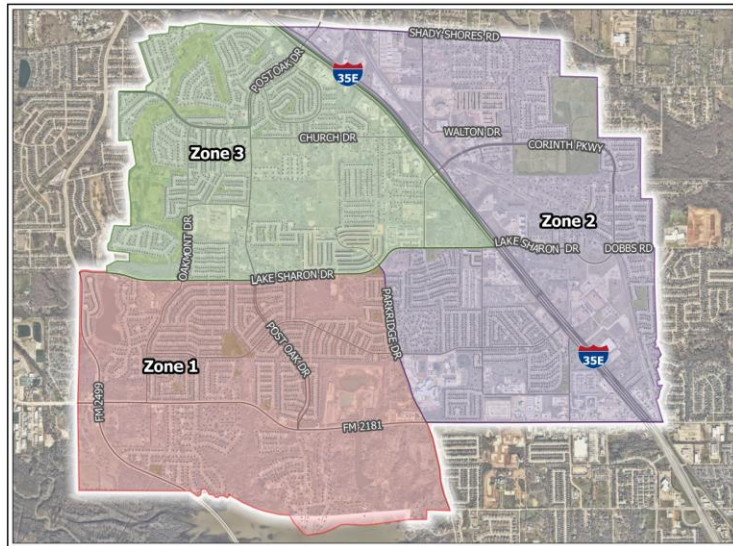 SHADY SHORES RD
POST OAK DR
35E
CHURCH DR
WALTON DR
CORINTH PKWY
Zone 3
Zone 2
OAKMONT DR
LAKE SHARON DR
DOBBS RD
LAKE SHARON DR
PARKRIDGE DR
POST OAK DR
35E
Zone 1
FM 2499
FM 2181